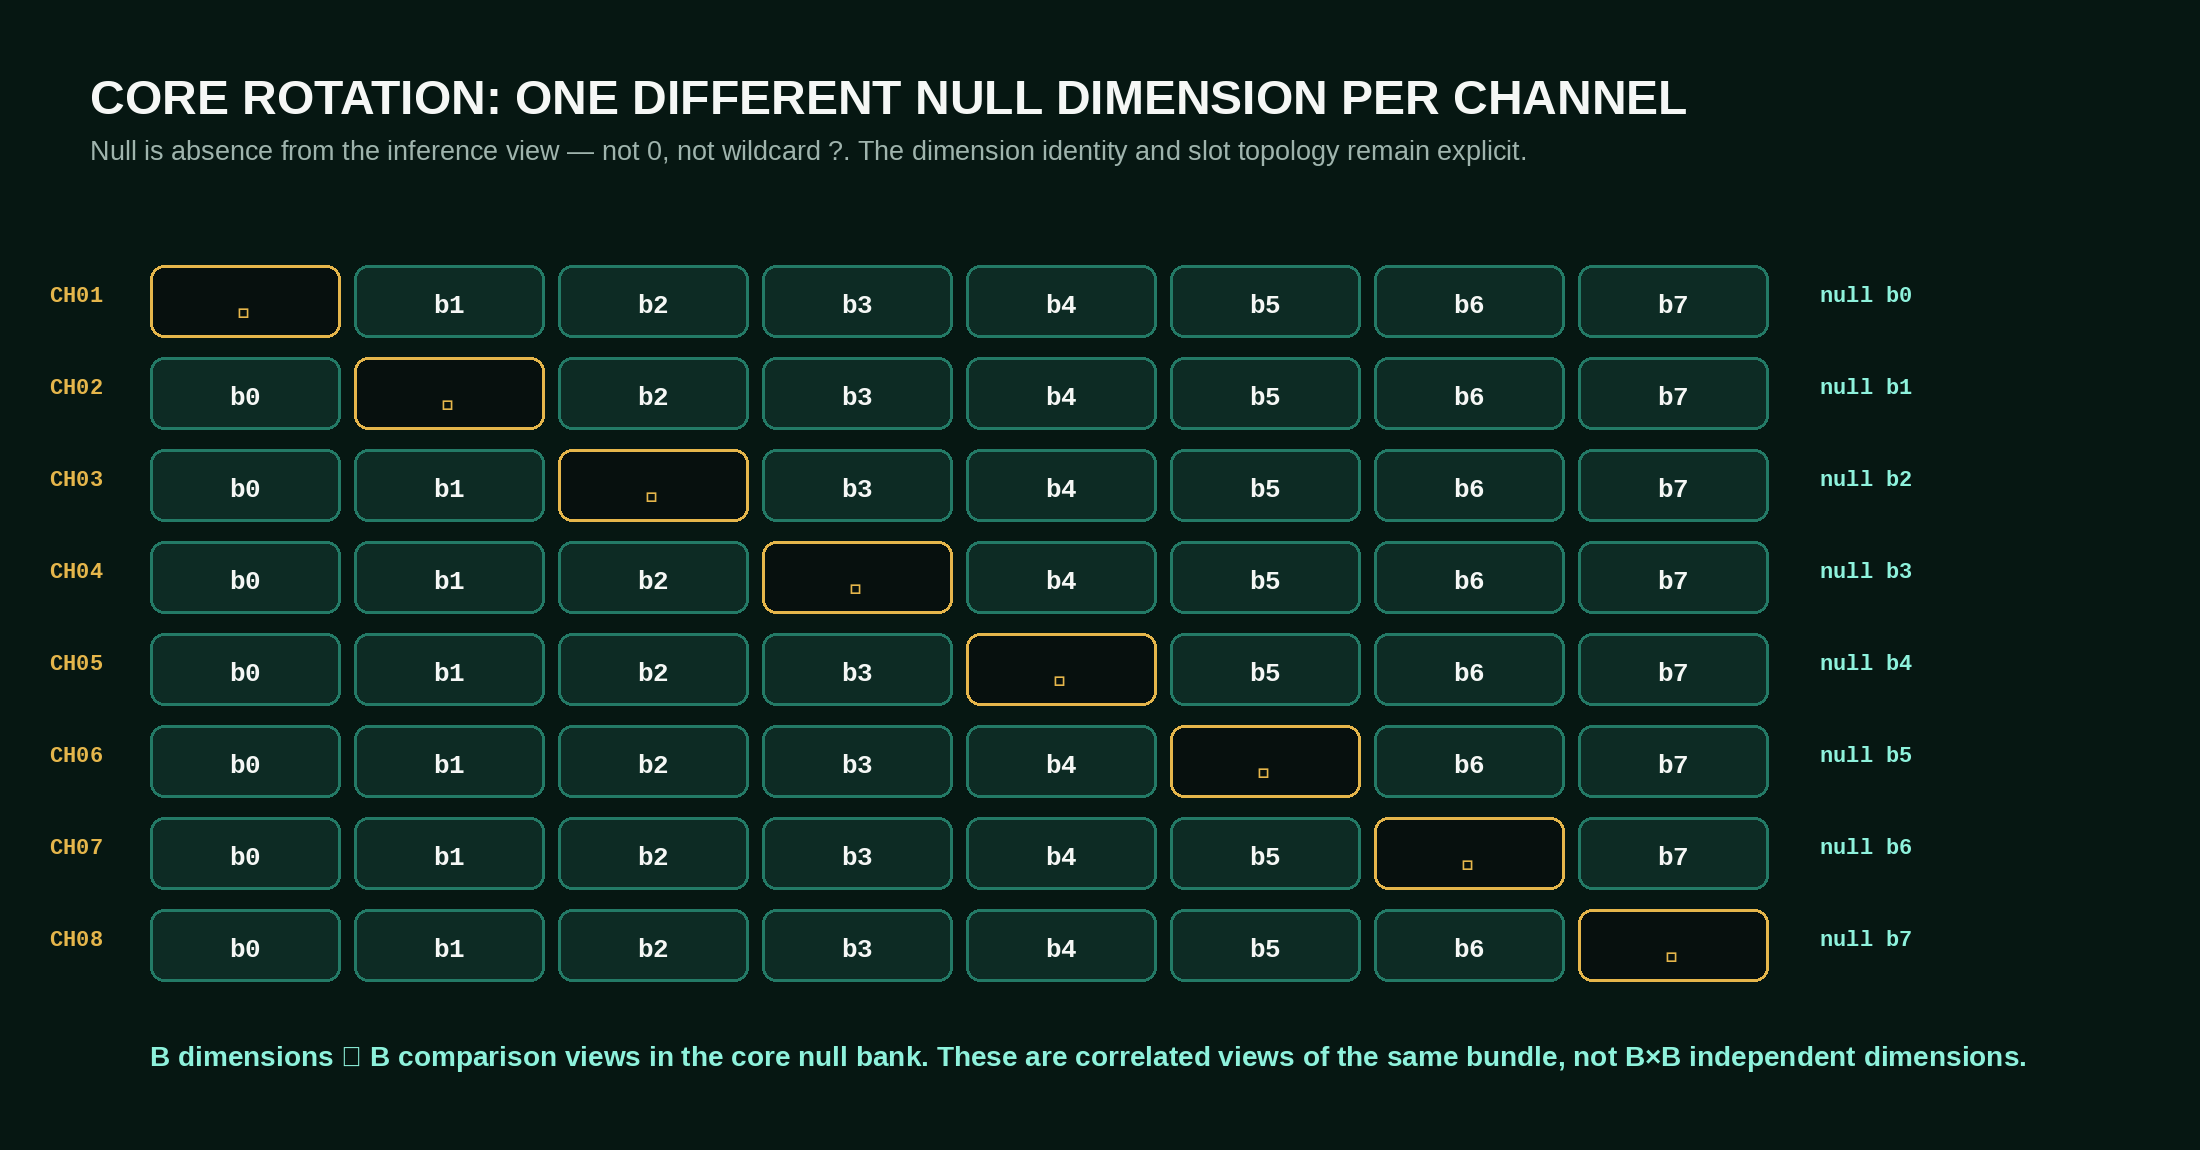 CORE ROTATION: ONE DIFFERENT NULL DIMENSION PER CHANNEL
Null is absence from the inference view — not 0, not wildcard ?. The dimension identity and slot topology remain explicit.
CH01 □ b1 b2 b3 b4 b5 b6 b7 null b0
CH02 b0 □ b2 b3 b4 b5 b6 b7 null b1
CH03 b0 b1 □ b3 b4 b5 b6 b7 null b2
CH04 b0 b1 b2 □ b4 b5 b6 b7 null b3
CH05 b0 b1 b2 b3 □ b5 b6 b7 null b4
CH06 b0 b1 b2 b3 b4 □ b6 b7 null b5
CH07 b0 b1 b2 b3 b4 b5 □ b7 null b6
CH08 b0 b1 b2 b3 b4 b5 b6 □ null b7
B dimensions □ B comparison views in the core null bank. These are correlated views of the same bundle, not B×B independent dimensions.